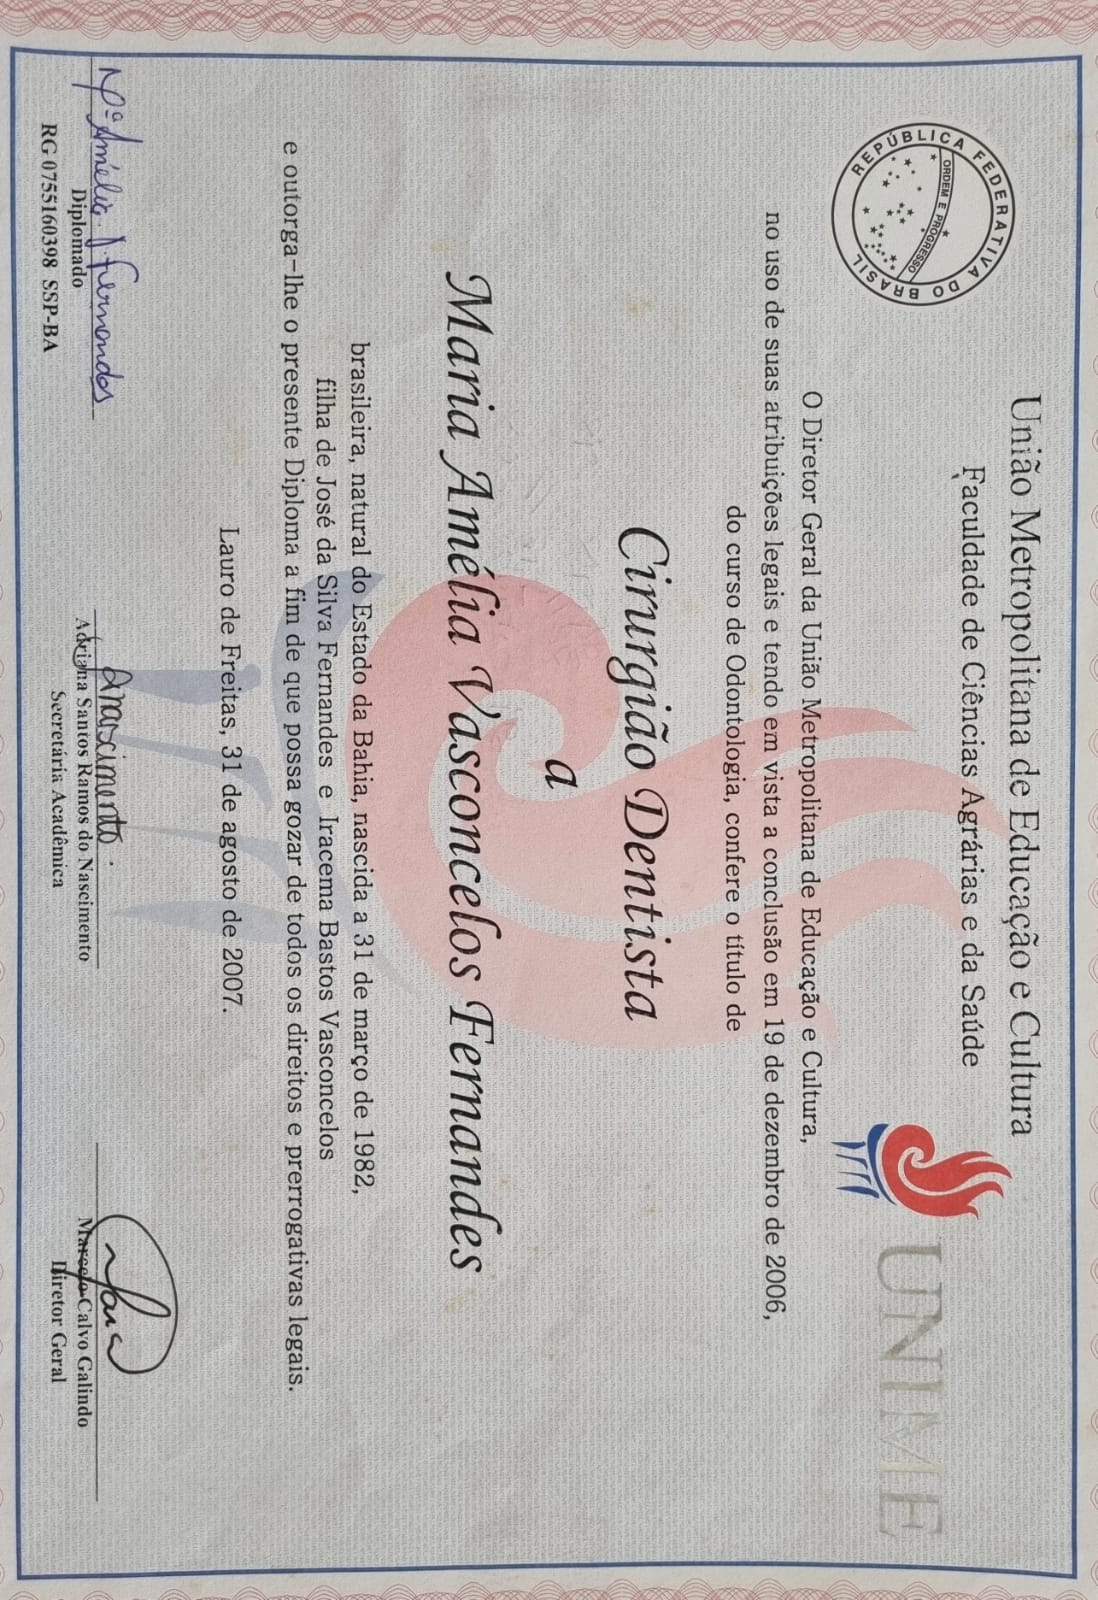 REPÚBLICA FEDERATIVA DO BRASIL
ORDEM E PROGRESSO
União Metropolitana de Educação e Cultura
Faculdade de Ciências Agrárias e da Saúde
UNIME
O Diretor Geral da União Metropolitana de Educação e Cultura,
no uso de suas atribuições legais e tendo em vista a conclusão em 19 de dezembro de 2006,
do curso de Odontologia, confere o título de
Cirurgião Dentista
a
Maria Amélia Vasconcelos Fernandes
brasileira, natural do Estado da Bahia, nascida a 31 de março de 1982,
filha de José da Silva Fernandes e Iracema Bastos Vasconcelos
e outorga-lhe o presente Diploma a fim de que possa gozar de todos os direitos e prerrogativas legais.
Lauro de Freitas, 31 de agosto de 2007.
Mª Amélia V. Fernandes
Diplomado
RG 0755160398 SSP-BA
Anascimento.
Adriana Santos Ramos do Nascimento
Secretária Acadêmica
Marcelo Calvo Galindo
Diretor Geral